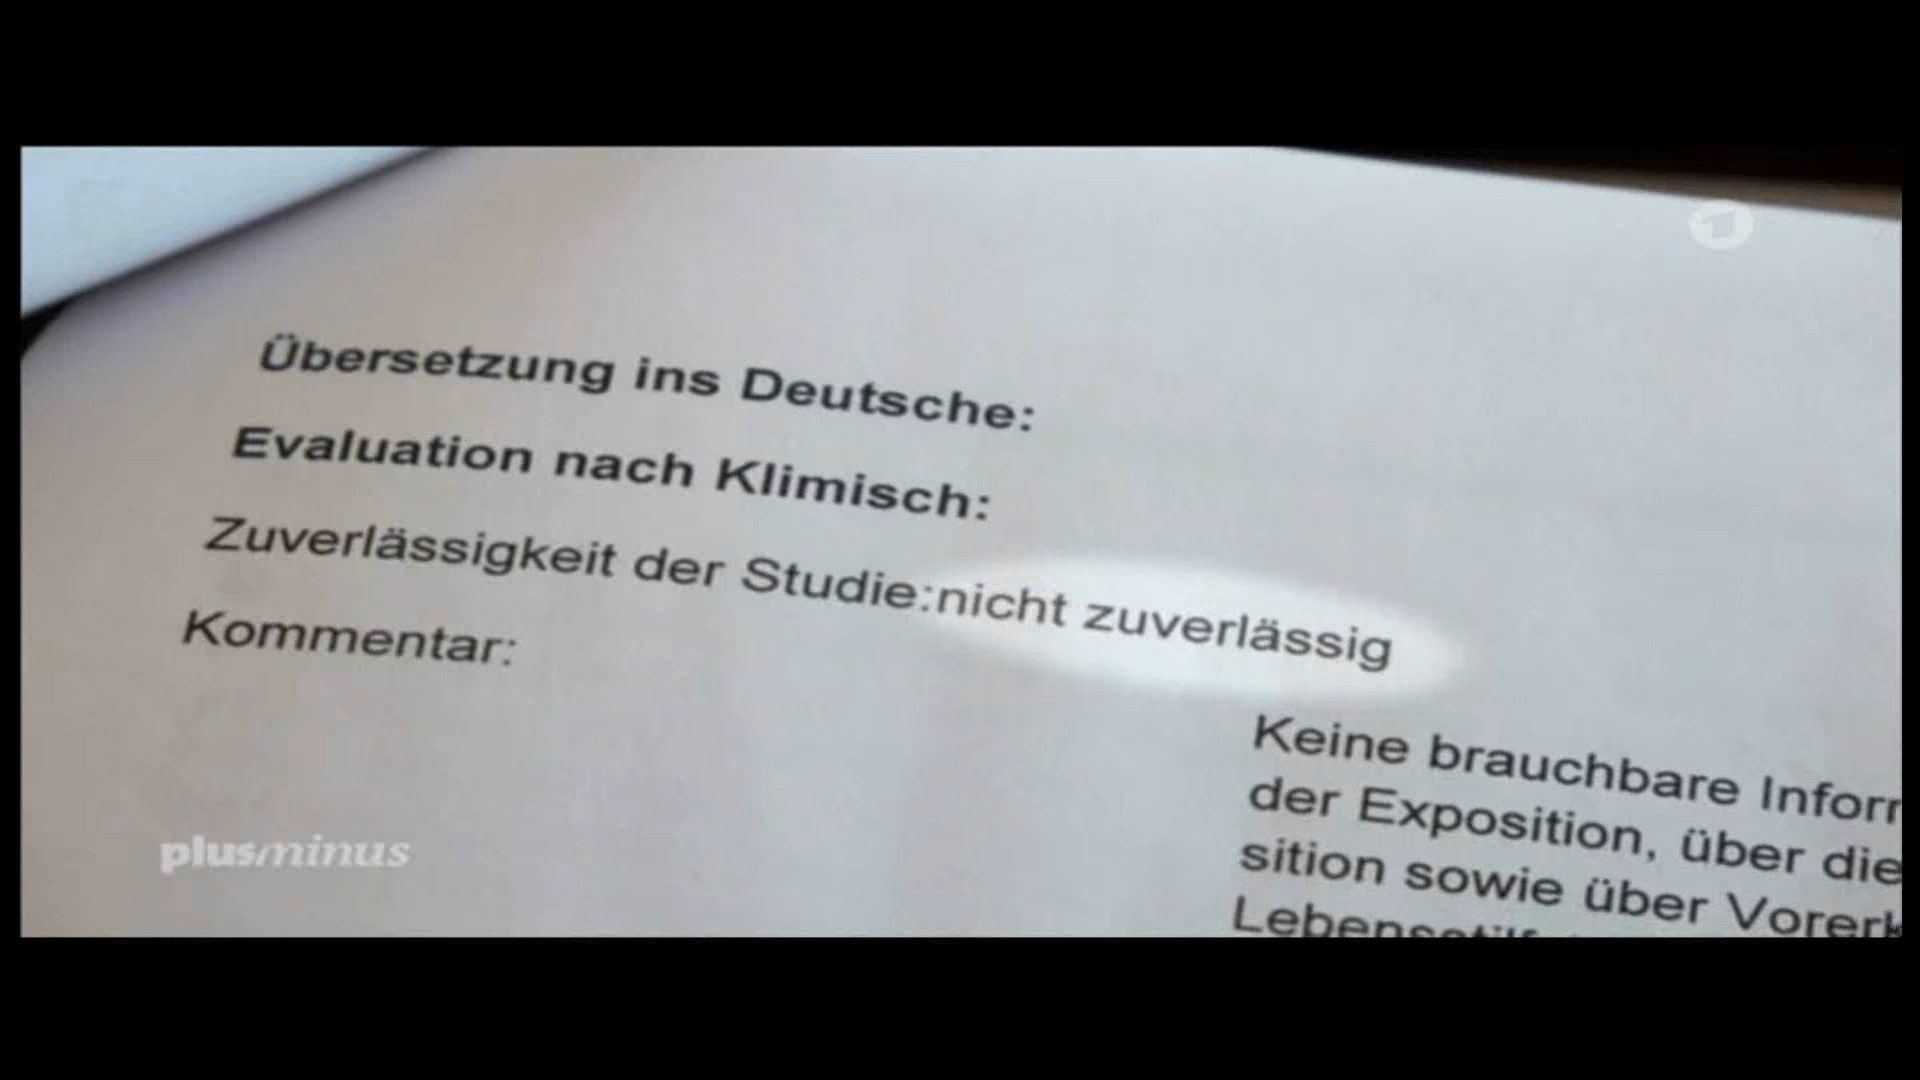 Übersetzung ins Deutsche:
Evaluation nach Klimisch:
Zuverlässigkeit der Studie:nicht zuverlässig
Kommentar:
Keine brauchbare
der Exposition, über die
sition sowie über
plusminus